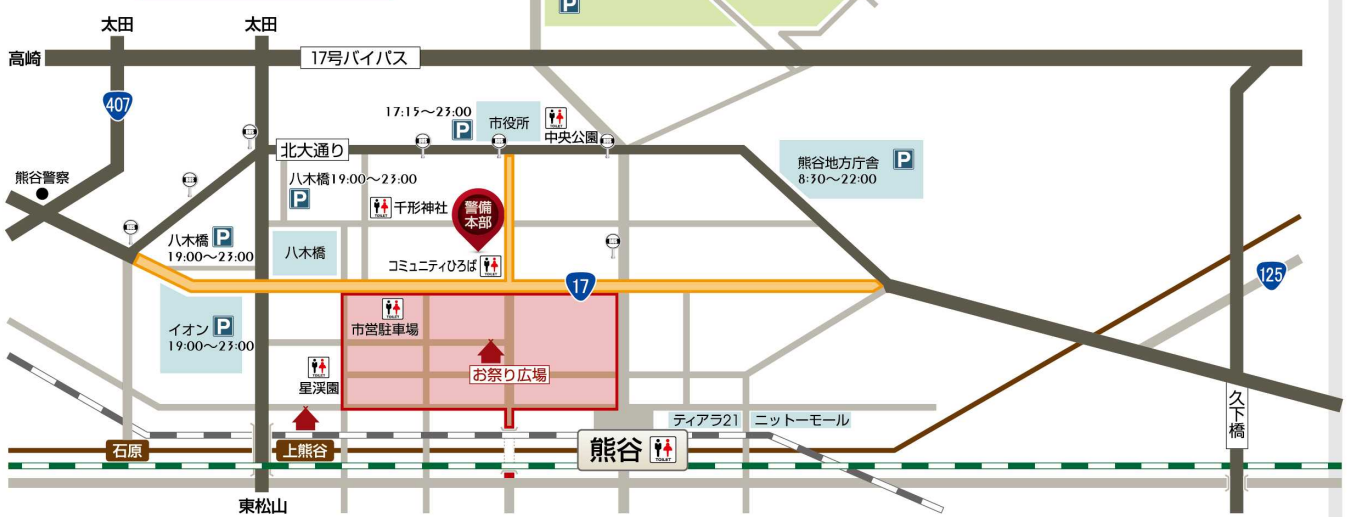 P
太田
太田
高崎
17号バイパス
407
17:15～23:00
P
市役所
TOILET
中央公園
北大通り
熊谷地方庁舎
P
8:30～22:00
熊谷警察
八木橋19:00～23:00
P
TOILET
千形神社
警備
本部
八木橋
P
19:00～23:00
八木橋
コミュニティひろば
TOILET
17
125
イオン
P
19:00～23:00
TOILET
市営駐車場
TOILET
星渓園
お祭り広場
ティアラ21
ニットーモール
久下橋
石原
上熊谷
熊谷
TOILET
東松山